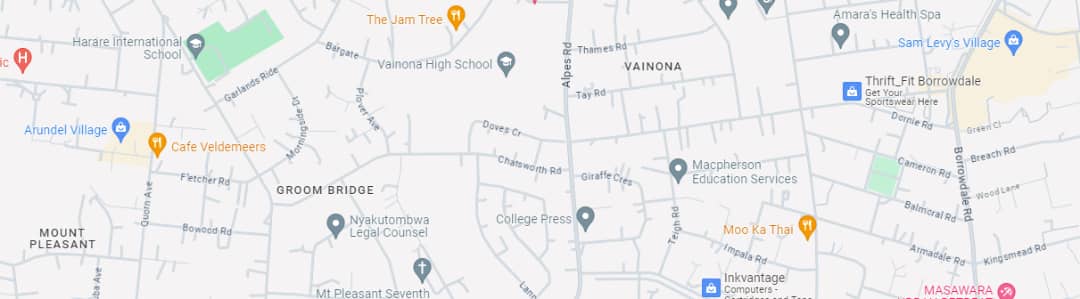 The Jam Tree
Amara's Health Spa
Harare International
School
Bargate
Alpes Rd
Thames Rd
Sam Levy's Village
Vainona High School
VAINONA
ic
Garlands Ride
Thrift_Fit Borrowdale
Get Your
Sportswear Here
Tay Rd
Plover Ave
Morningside Dr
Arundel Village
Doves Cr
Dornie Rd
Green Cl
Cafe Veldemeers
Breach Rd
Borrowdale Rd
Chatsworth Rd
Macpherson
Education Services
Cameron Rd
Fletcher Rd
Giraffe Cres
GROOM BRIDGE
Wood Lane
Quorn Ave
Balmoral Rd
Nyakutombwa
Legal Counsel
College Press
Teigh Rd
Bowood Rd
Moo Ka Thai
MOUNT
PLEASANT
Impala Rd
Armadale Rd
Kingsmead Rd
Inkvantage
Computers -
Mt Pleasant Seventh
MASAWARA